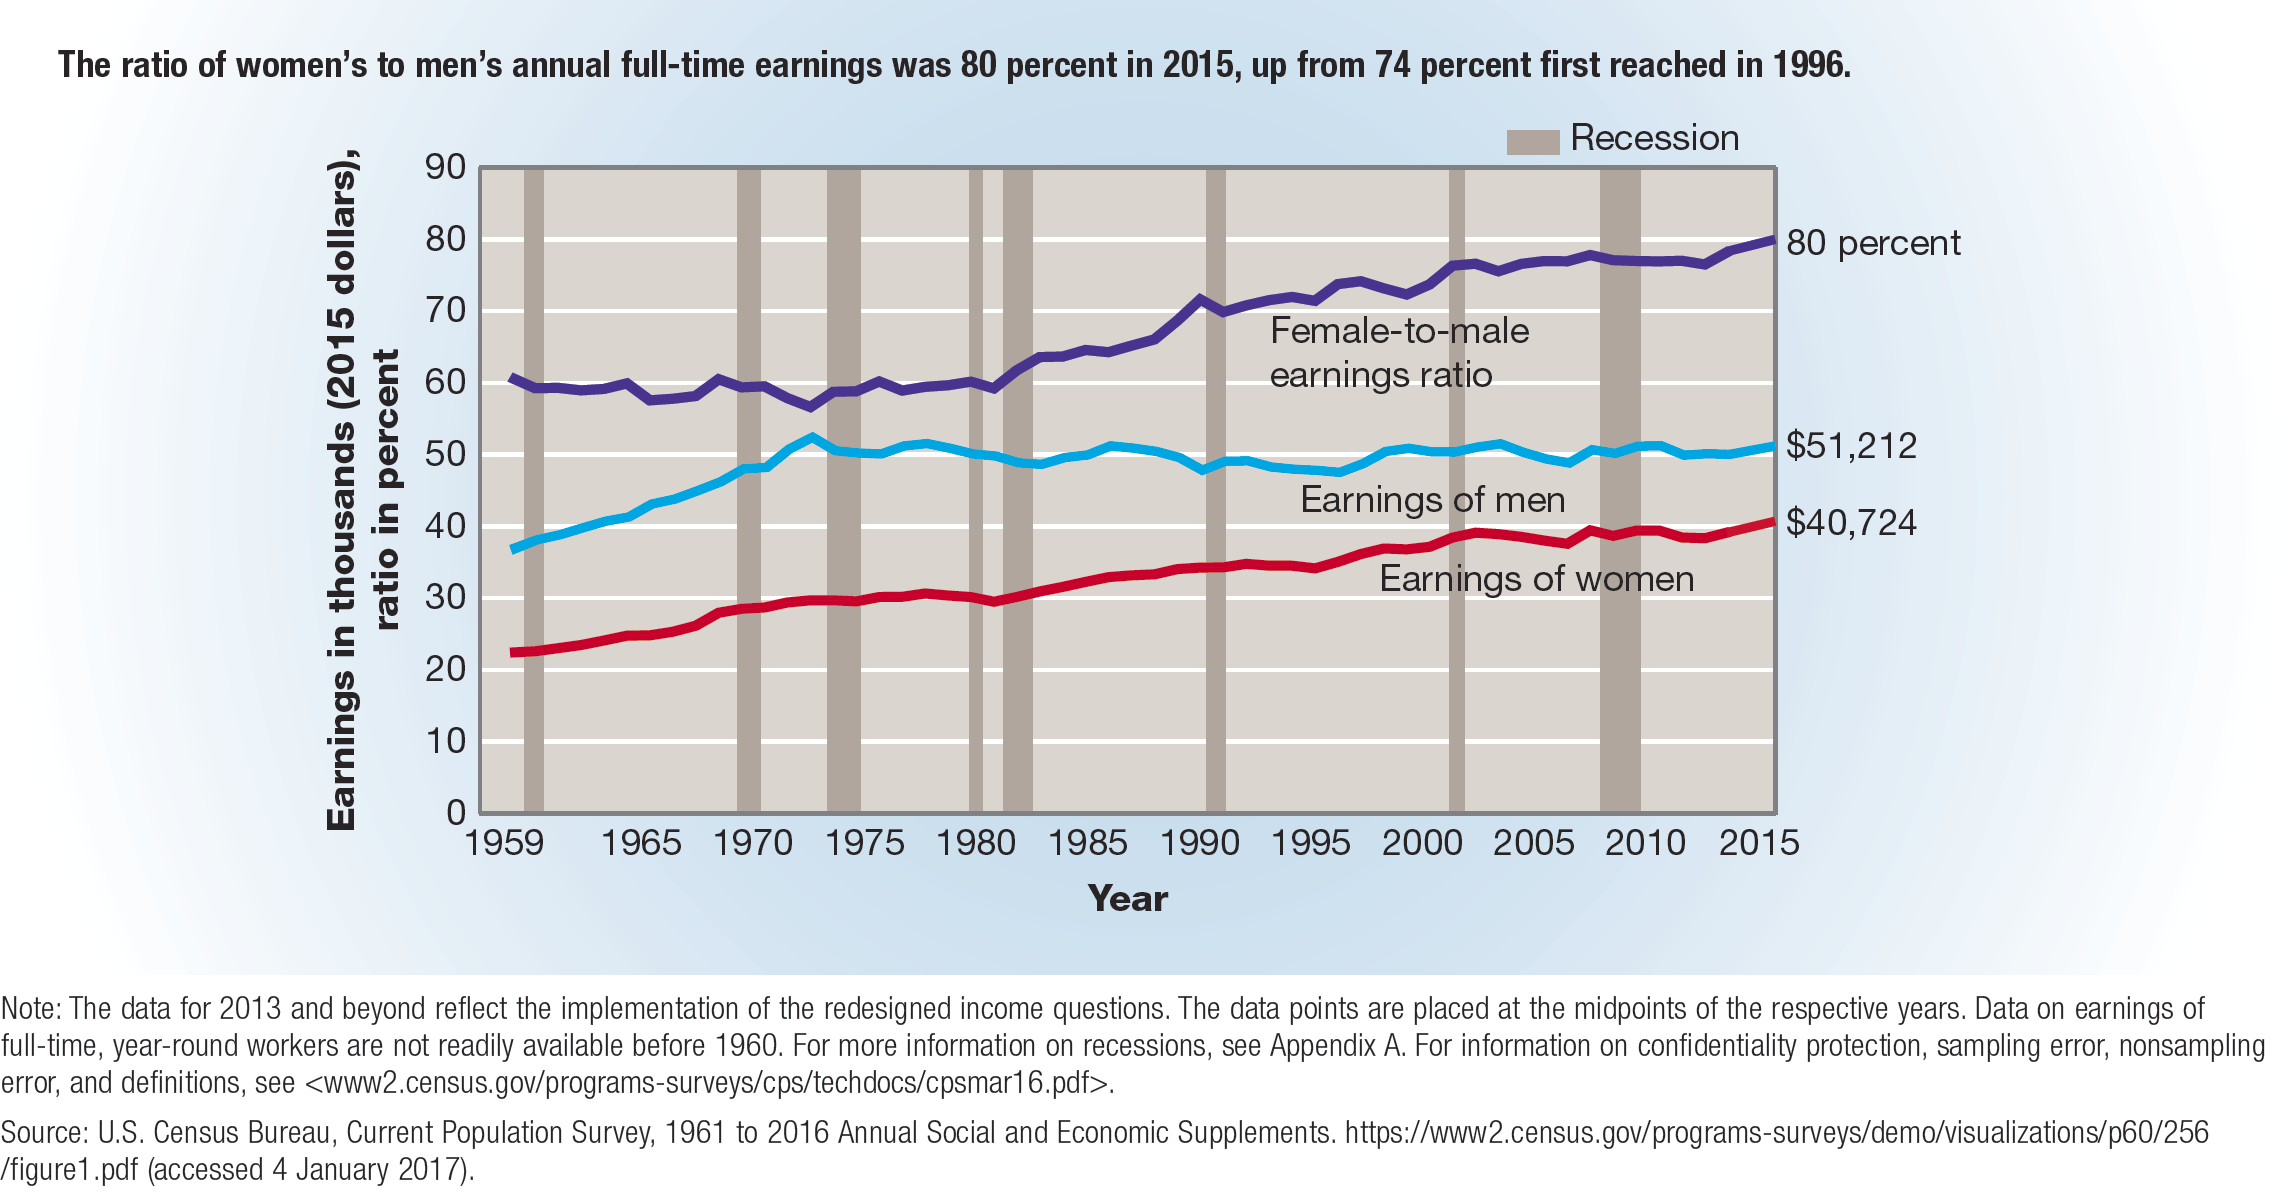 The ratio of women’s to men’s annual full-time earnings was 80 percent in 2015, up from 74 percent first reached in 1996.
Recession
Earnings in thousands (2015 dollars),
ratio in percent
90
80
70
60
50
40
30
20
10
0
80 percent
Female-to-male
earnings ratio
$51,212
Earnings of men
$40,724
Earnings of women
1959 1965 1970 1975 1980 1985 1990 1995 2000 2005 2010 2015
Year
Note: The data for 2013 and beyond reflect the implementation of the redesigned income questions. The data points are placed at the midpoints of the respective years. Data on earnings of
full-time, year-round workers are not readily available before 1960. For more information on recessions, see Appendix A. For information on confidentiality protection, sampling error, nonsampling
error, and definitions, see <www2.census.gov/programs-surveys/cps/techdocs/cpsmar16.pdf>.
Source: U.S. Census Bureau, Current Population Survey, 1961 to 2016 Annual Social and Economic Supplements. https://www2.census.gov/programs-surveys/demo/visualizations/p60/256
/figure1.pdf (accessed 4 January 2017).